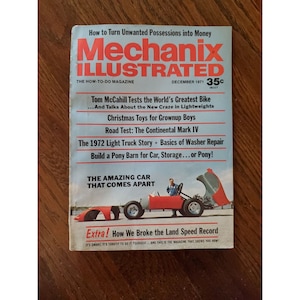 How to Turn Unwanted Possessions into Money
Mechanix
ILLUSTRATED
THE HOW-TO-DO MAGAZINE
DECEMBER 1971
35¢
Tom McCahill Tests the World's Greatest Bike
...And Talks About the New Craze in Lightweights
Christmas Toys for Grownup Boys
Road Test: The Continental Mark IV
The 1972 Light Truck Story • Basics of Washer Repair
Build a Pony Barn for Car, Storage...or Pony!
THE AMAZING CAR
THAT COMES APART
Extra! How We Broke the Land Speed Record